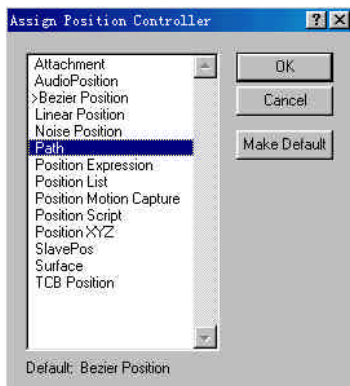 Assign Position Controller
Attachment
AudioPosition
>Bezier Position
Linear Position
Noise Position
Path
Position Expression
Position List
Position Motion Capture
Position Script
Position XYZ
SlavePos
Surface
TCB Position
OK
Cancel
Make Default
Default: Bezier Position